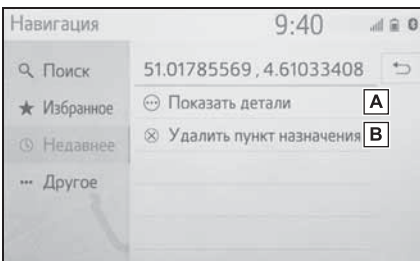 Навигация 9:40
Поиск 51.01785569 , 4.61033408
Избранное Показать детали A
Недавнее Удалить пункт назначения B
Другое